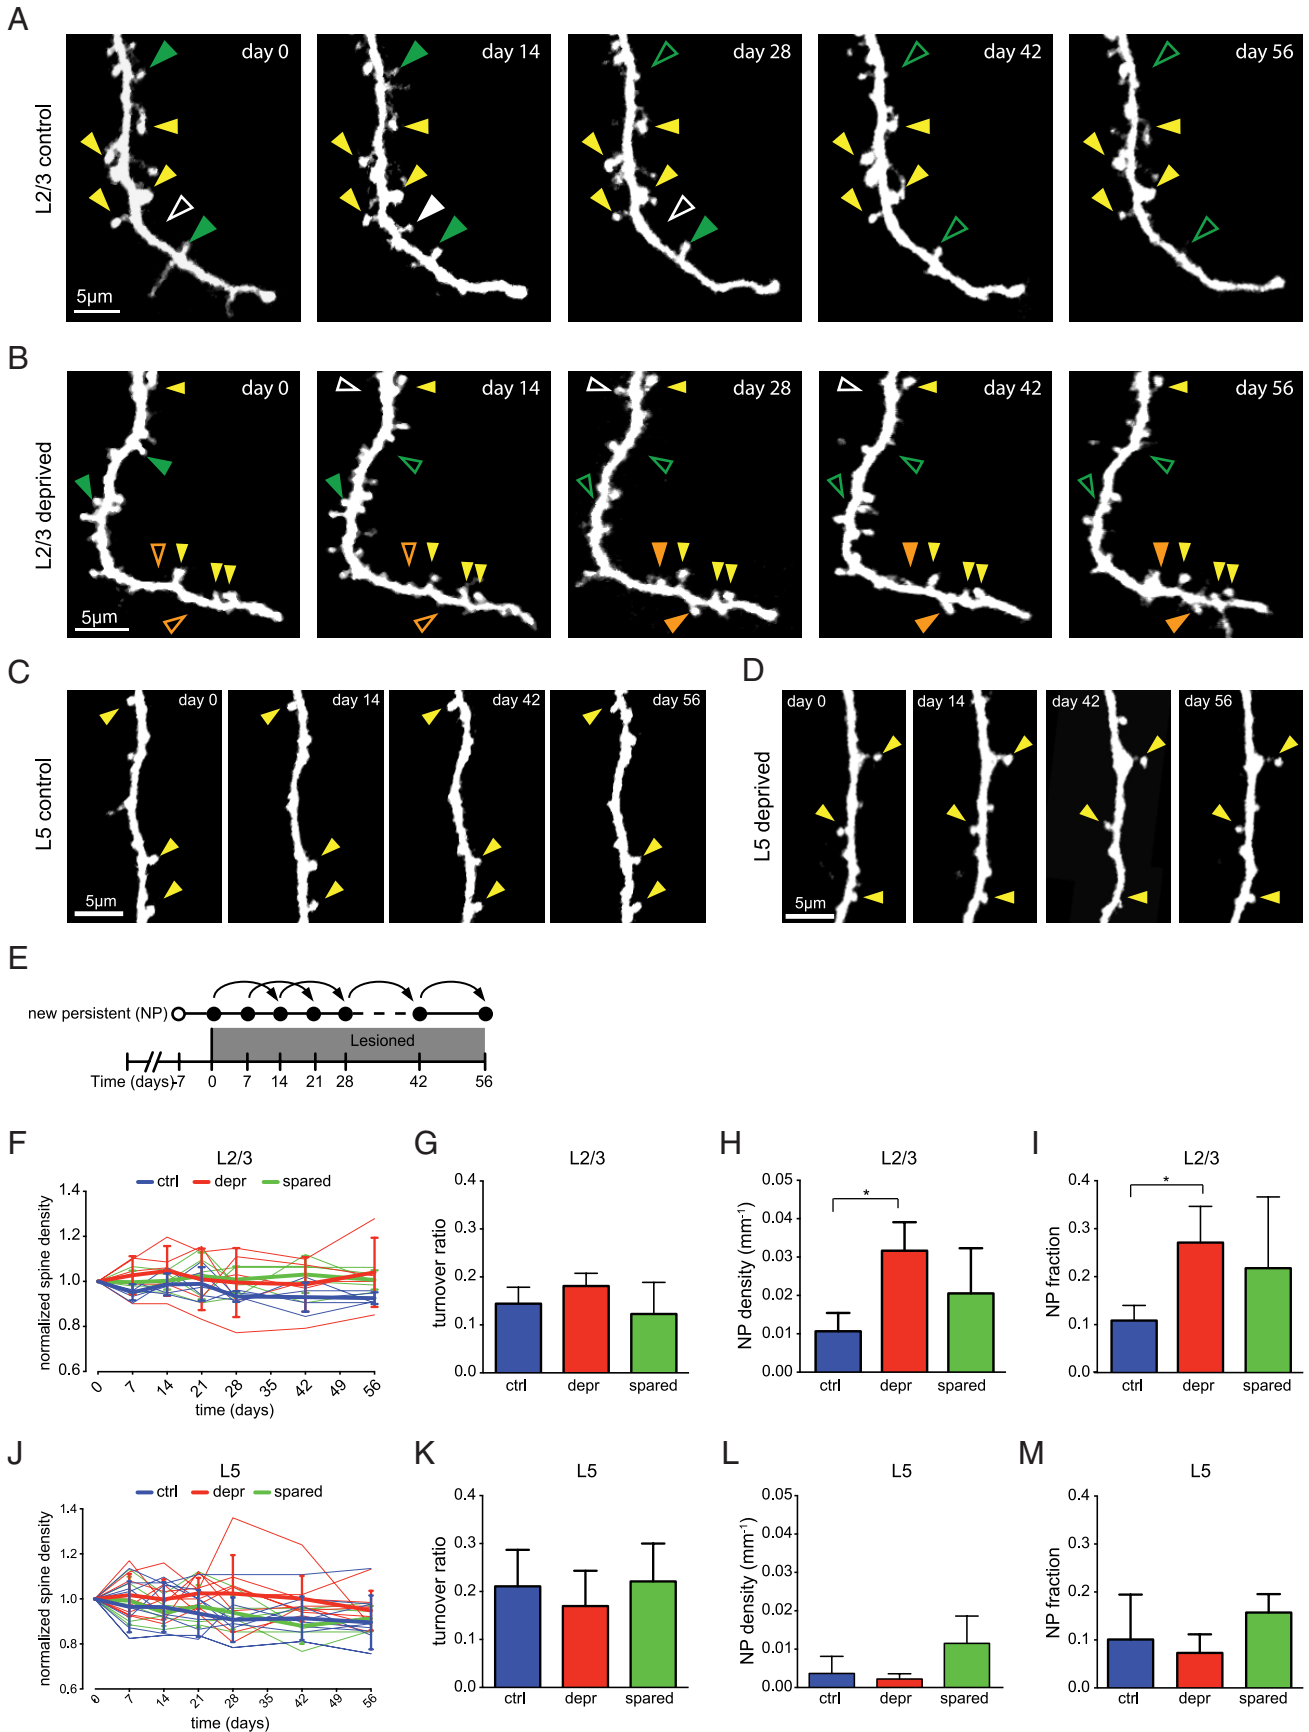 A
L2/3 control
day 0
day 14
day 28
day 42
day 56
5µm
B
L2/3 deprived
day 0
day 14
day 28
day 42
day 56
5µm
C
L5 control
day 0
day 14
day 42
day 56
5µm
D
L5 deprived
day 0
day 14
day 42
day 56
5µm
E
new persistent (NP)
Lesioned
Time (days)
-7 0 7 14 21 28 42 56
F
L2/3
ctrl depr spared
normalized spine density
1.4
1.2
1.0
0.8
0.6
0 7 14 21 28 35 42 49 56
time (days)
G
L2/3
turnover ratio
0.4
0.3
0.2
0.1
0.0
ctrl depr spared
H
L2/3
*
NP density (mm⁻¹)
0.05
0.04
0.03
0.02
0.01
0.00
ctrl depr spared
I
L2/3
*
NP fraction
0.4
0.3
0.2
0.1
0.0
ctrl depr spared
J
L5
ctrl depr spared
normalized spine density
1.4
1.2
1.0
0.8
0.6
0 7 14 21 28 35 42 49 56
time (days)
K
L5
turnover ratio
0.4
0.3
0.2
0.1
0.0
ctrl depr spared
L
L5
NP density (mm⁻¹)
0.05
0.04
0.03
0.02
0.01
0.00
ctrl depr spared
M
L5
NP fraction
0.4
0.3
0.2
0.1
0.0
ctrl depr spared